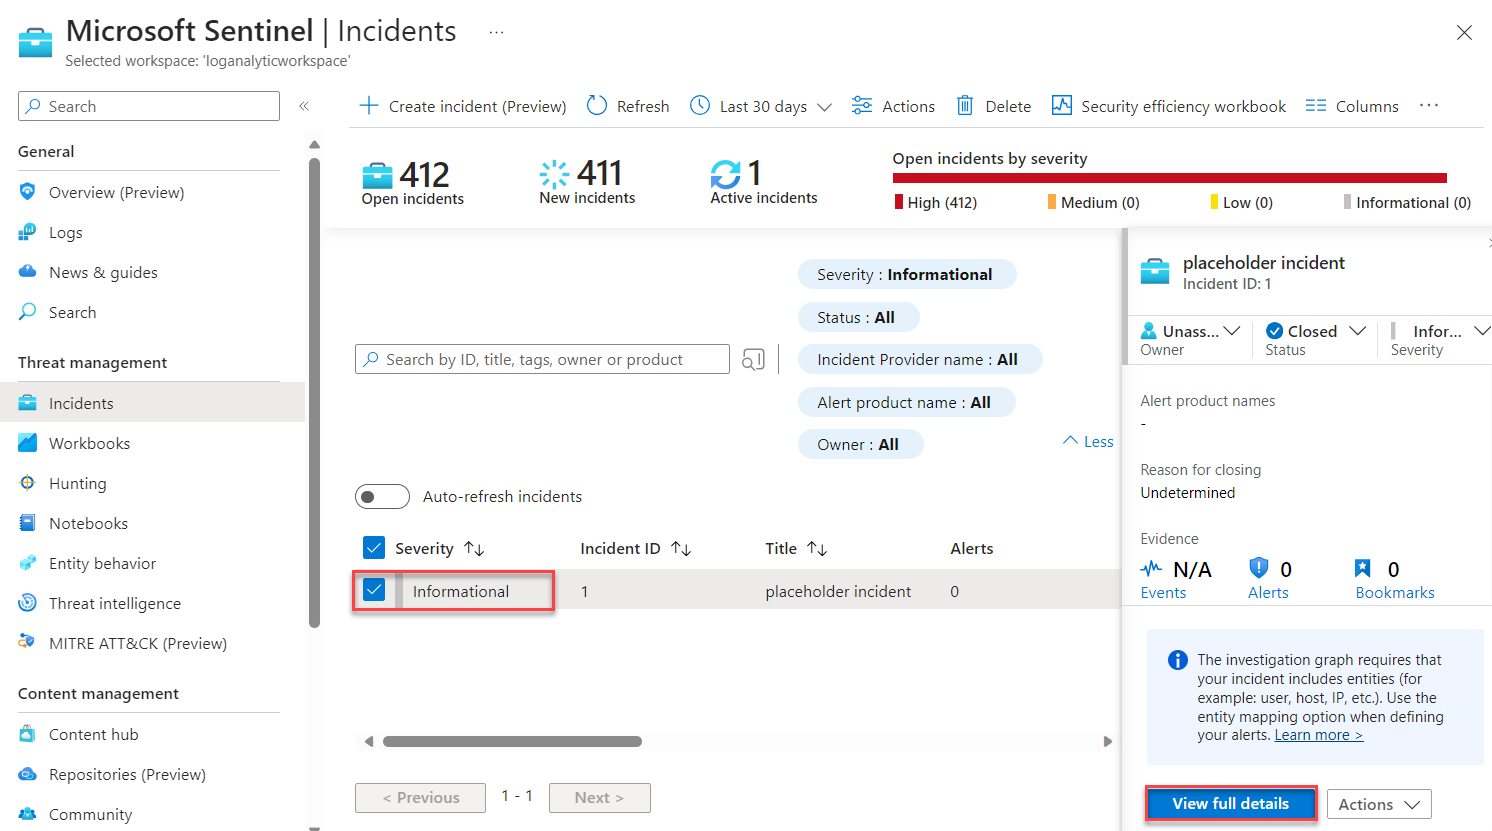 Microsoft Sentinel | Incidents ...
Selected workspace: 'loganalyticworkspace'
Search
«
Create incident (Preview)
Refresh
Last 30 days
Actions
Delete
Security efficiency workbook
Columns
...
General
Overview (Preview)
Logs
News & guides
Search
Threat management
Incidents
Workbooks
Hunting
Notebooks
Entity behavior
Threat intelligence
MITRE ATT&CK (Preview)
Content management
Content hub
Repositories (Preview)
Community
412
Open incidents
411
New incidents
1
Active incidents
Open incidents by severity
High (412)
Medium (0)
Low (0)
Informational (0)
Search by ID, title, tags, owner or product
Severity : Informational
Status : All
Incident Provider name : All
Alert product name : All
Owner : All
Less
Auto-refresh incidents
Severity
Incident ID
Title
Alerts
Informational
1
placeholder incident
0
< Previous
1 - 1
Next >
placeholder incident
Incident ID: 1
Unass...
Owner
Closed
Status
Infor...
Severity
Alert product names
-
Reason for closing
Undetermined
Evidence
N/A
Events
0
Alerts
0
Bookmarks
The investigation graph requires that
your incident includes entities (for
example: user, host, IP, etc.). Use the
entity mapping option when defining
your alerts. Learn more >
View full details
Actions